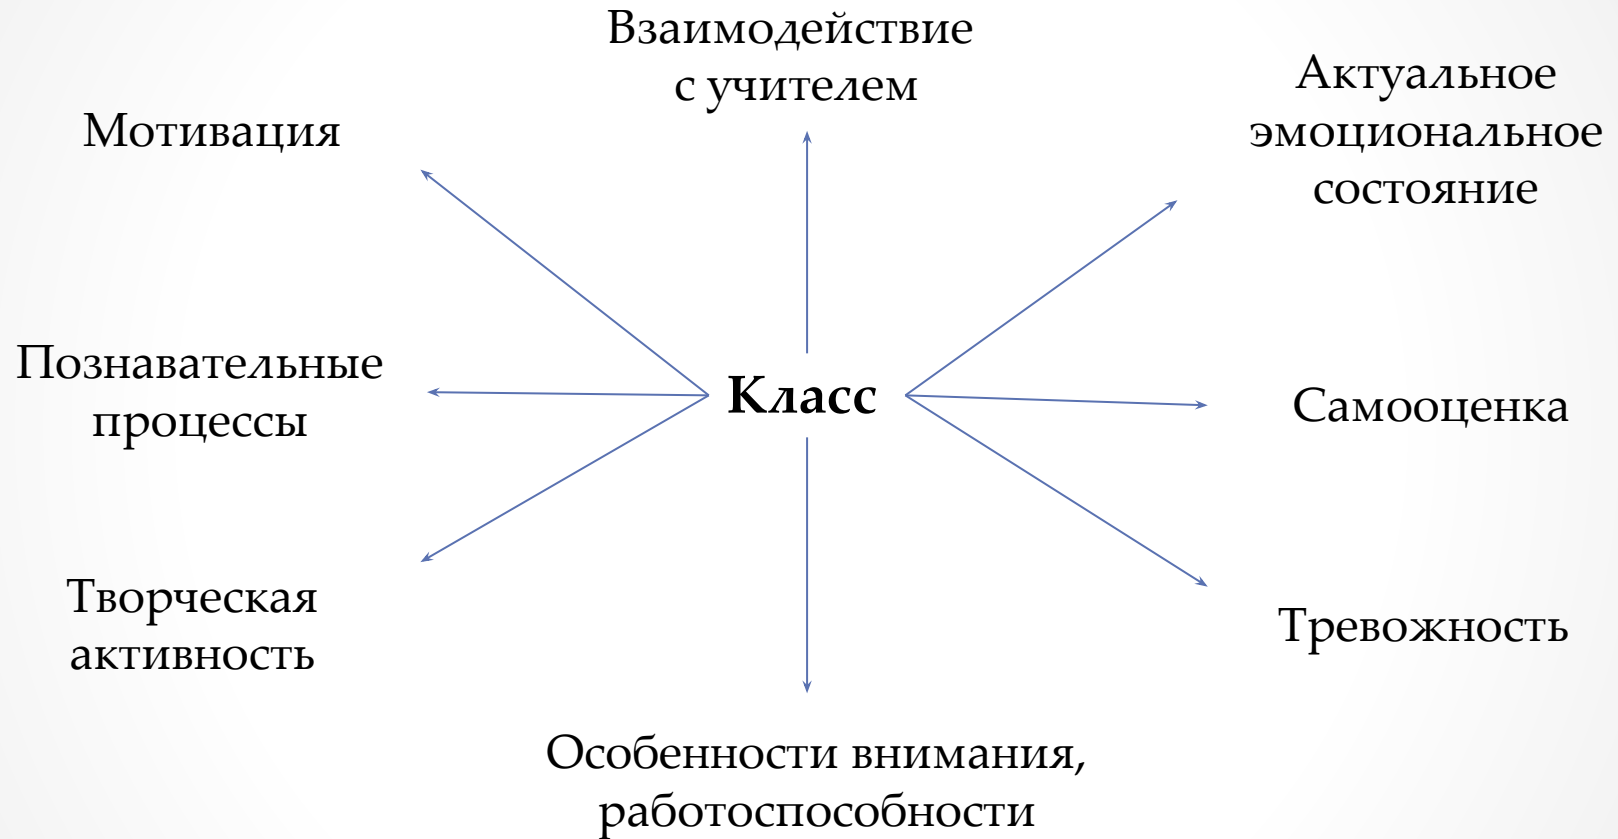 Взаимодействие
с учителем
Актуальное
эмоциональное
состояние
Мотивация
Познавательные
процессы
Класс
Самооценка
Творческая
активность
Тревожность
Особенности внимания,
работоспособности